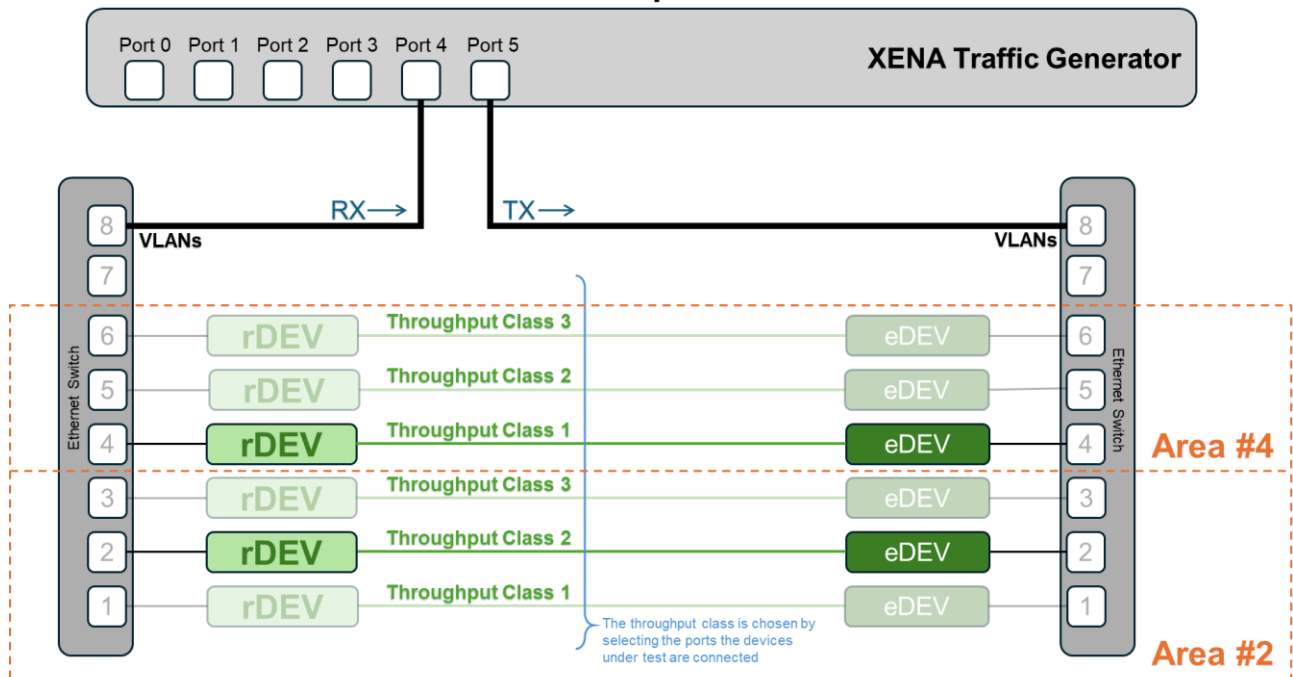 Port 0 Port 1 Port 2 Port 3 Port 4 Port 5
XENA Traffic Generator
RX→ TX→
8 VLANs VLANs 8
7 7
6 rDEV Throughput Class 3 eDEV 6
5 rDEV Throughput Class 2 eDEV 5
4 rDEV Throughput Class 1 eDEV 4
Ethernet Switch
Ethernet Switch
Area #4
3 rDEV Throughput Class 3 eDEV 3
2 rDEV Throughput Class 2 eDEV 2
1 rDEV Throughput Class 1 eDEV 1
The throughput class is chosen by
selecting the ports the devices
under test are connected
Area #2